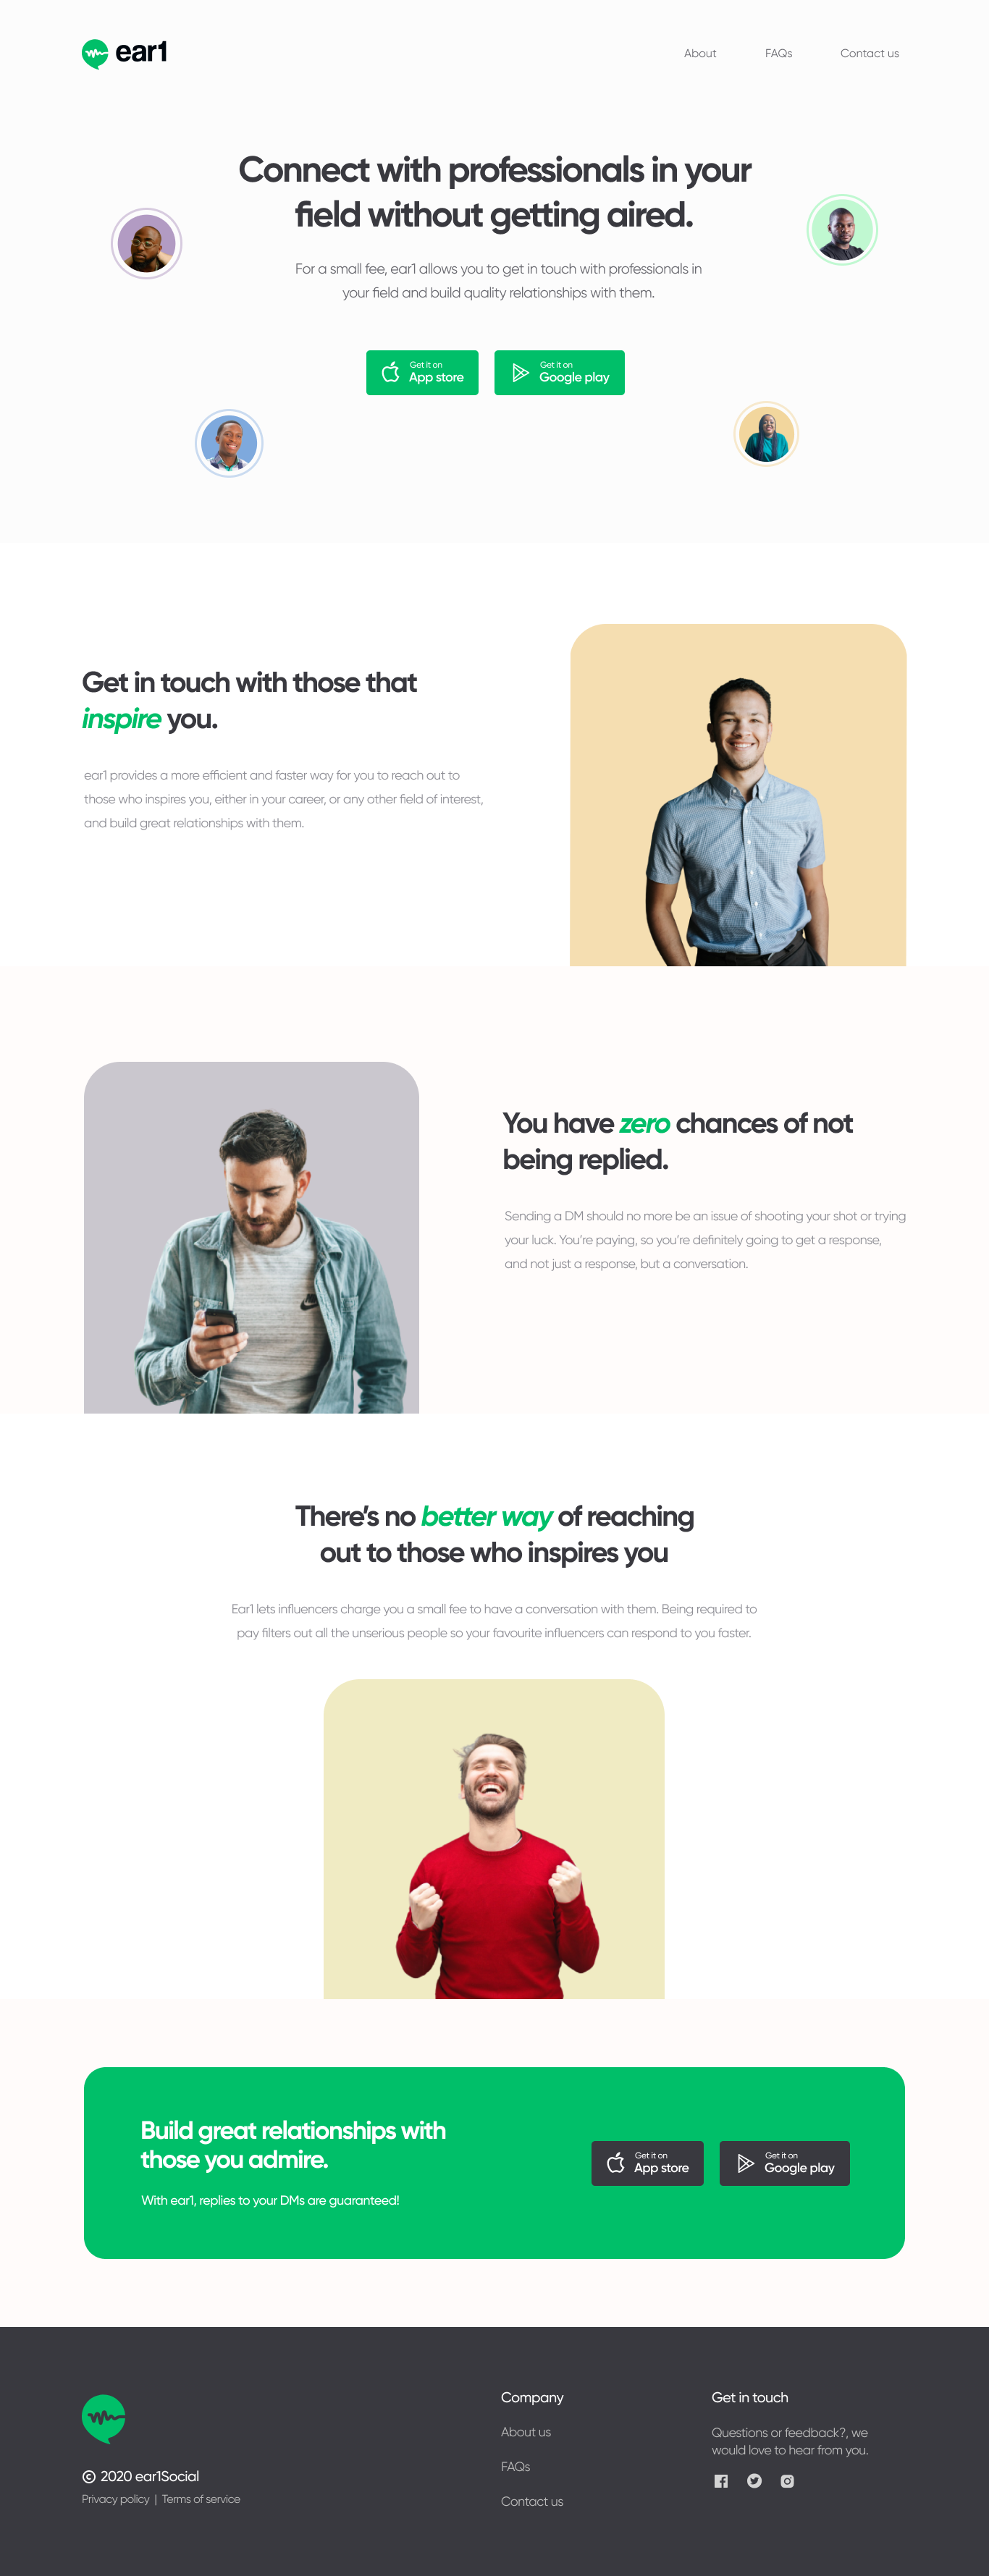 ear1
About
FAQs
Contact us
Connect with professionals in your
field without getting aired.
For a small fee, ear1 allows you to get in touch with professionals in
your field and build quality relationships with them.
Get it on
App store
Get it on
Google play
Get in touch with those that
inspire you.
ear1 provides a more efficient and faster way for you to reach out to
those who inspires you, either in your career, or any other field of interest,
and build great relationships with them.
You have zero chances of not
being replied.
Sending a DM should no more be an issue of shooting your shot or trying
your luck. You’re paying, so you’re definitely going to get a response,
and not just a response, but a conversation.
There’s no better way of reaching
out to those who inspires you
Ear1 lets influencers charge you a small fee to have a conversation with them. Being required to
pay filters out all the unserious people so your favourite influencers can respond to you faster.
Build great relationships with
those you admire.
With ear1, replies to your DMs are guaranteed!
Get it on
App store
Get it on
Google play
© 2020 ear1Social
Privacy policy | Terms of service
Company
About us
FAQs
Contact us
Get in touch
Questions or feedback?, we
would love to hear from you.